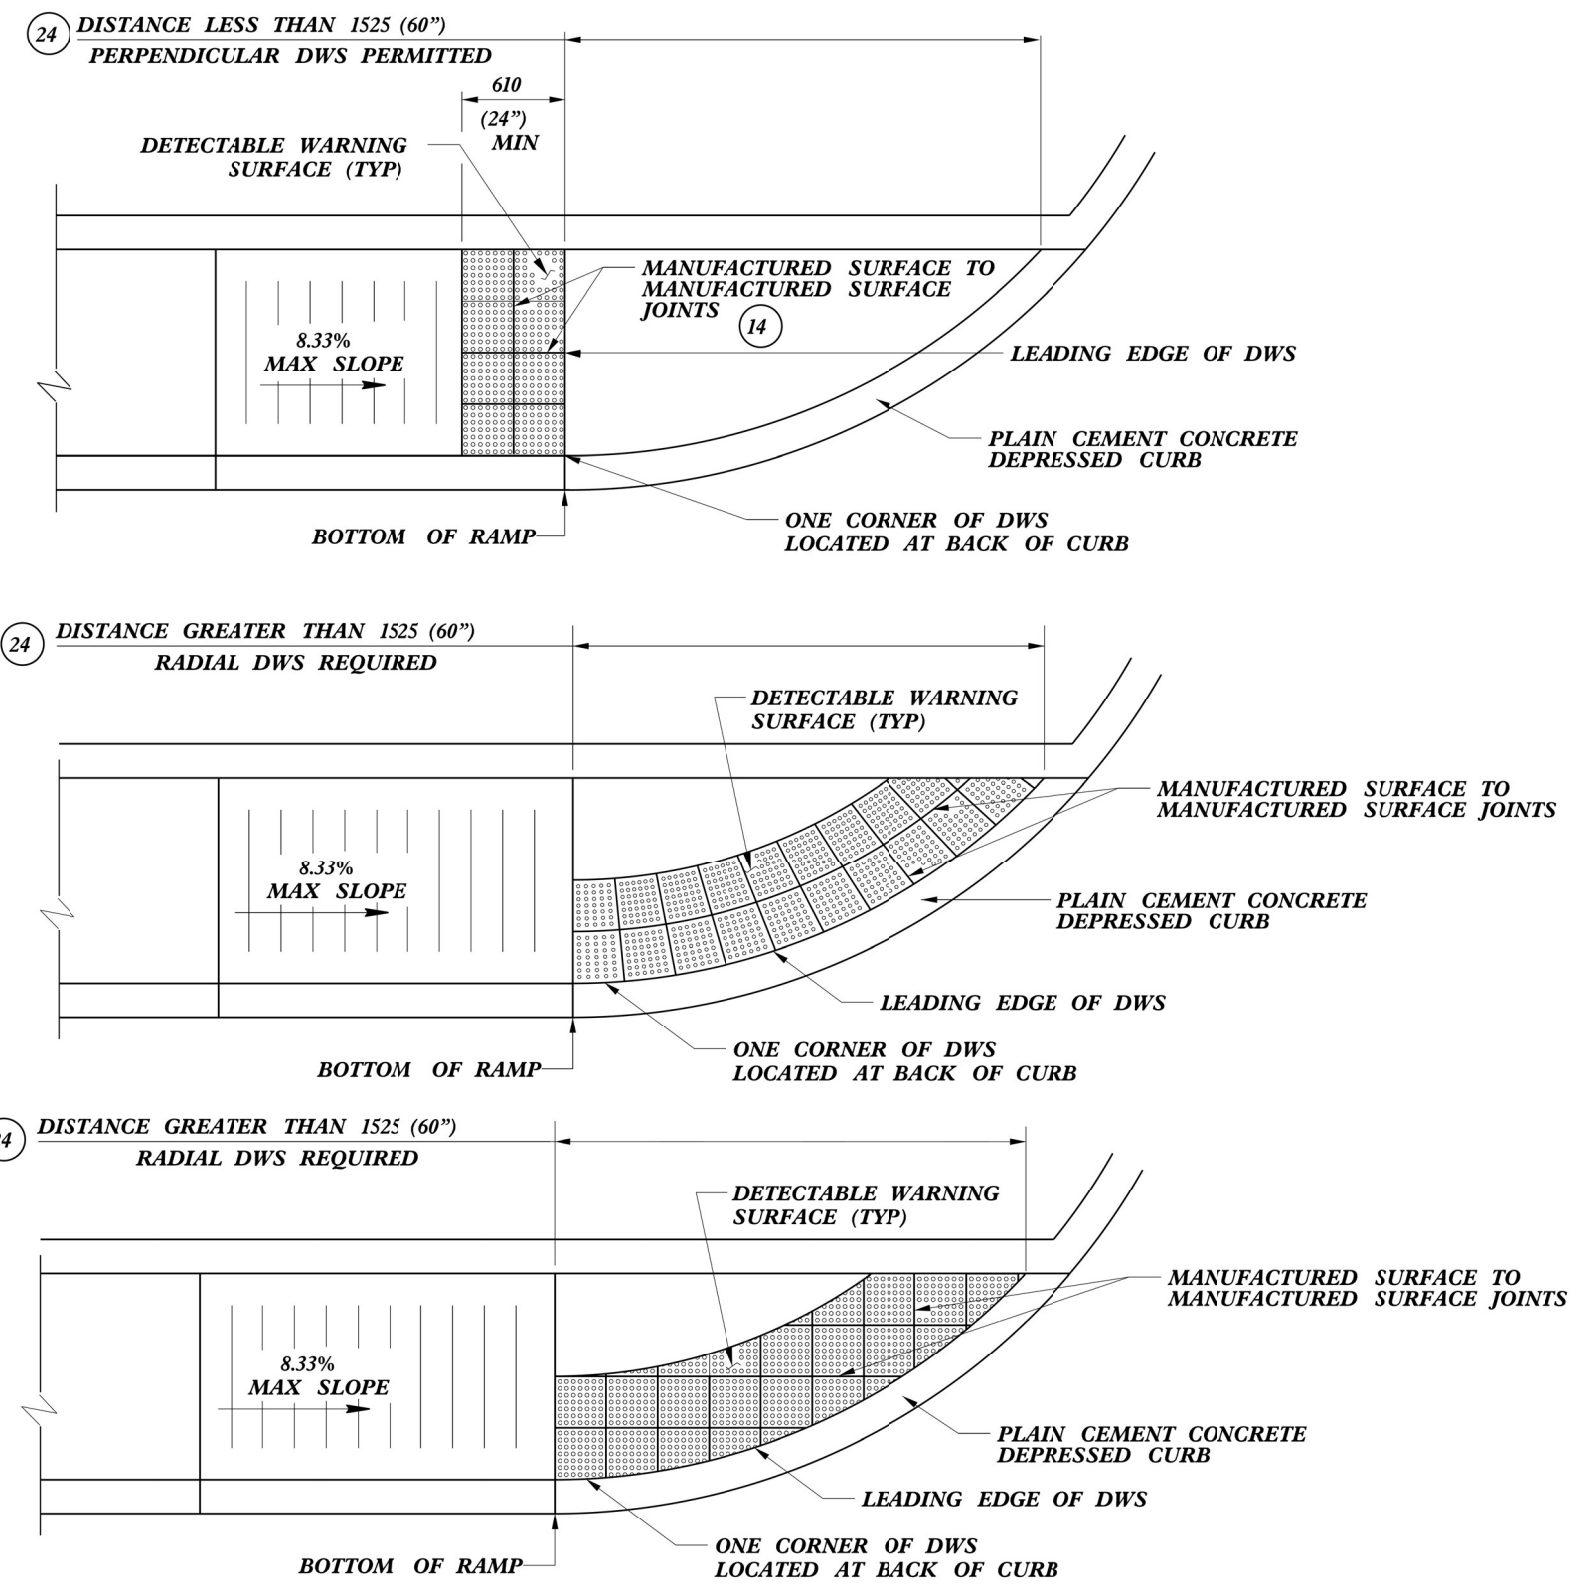 24 DISTANCE LESS THAN 1525 (60")
PERPENDICULAR DWS PERMITTED
610
(24")
MIN
DETECTABLE WARNING
SURFACE (TYP)
MANUFACTURED SURFACE TO
MANUFACTURED SURFACE
JOINTS 14
8.33%
MAX SLOPE
LEADING EDGE OF DWS
PLAIN CEMENT CONCRETE
DEPRESSED CURB
ONE CORNER OF DWS
LOCATED AT BACK OF CURB
BOTTOM OF RAMP
24 DISTANCE GREATER THAN 1525 (60")
RADIAL DWS REQUIRED
DETECTABLE WARNING
SURFACE (TYP)
MANUFACTURED SURFACE TO
MANUFACTURED SURFACE JOINTS
8.33%
MAX SLOPE
PLAIN CEMENT CONCRETE
DEPRESSED CURB
LEADING EDGE OF DWS
ONE CORNER OF DWS
LOCATED AT BACK OF CURB
BOTTOM OF RAMP
24 DISTANCE GREATER THAN 1525 (60")
RADIAL DWS REQUIRED
DETECTABLE WARNING
SURFACE (TYP)
MANUFACTURED SURFACE TO
MANUFACTURED SURFACE JOINTS
8.33%
MAX SLOPE
PLAIN CEMENT CONCRETE
DEPRESSED CURB
LEADING EDGE OF DWS
ONE CORNER OF DWS
LOCATED AT BACK OF CURB
BOTTOM OF RAMP